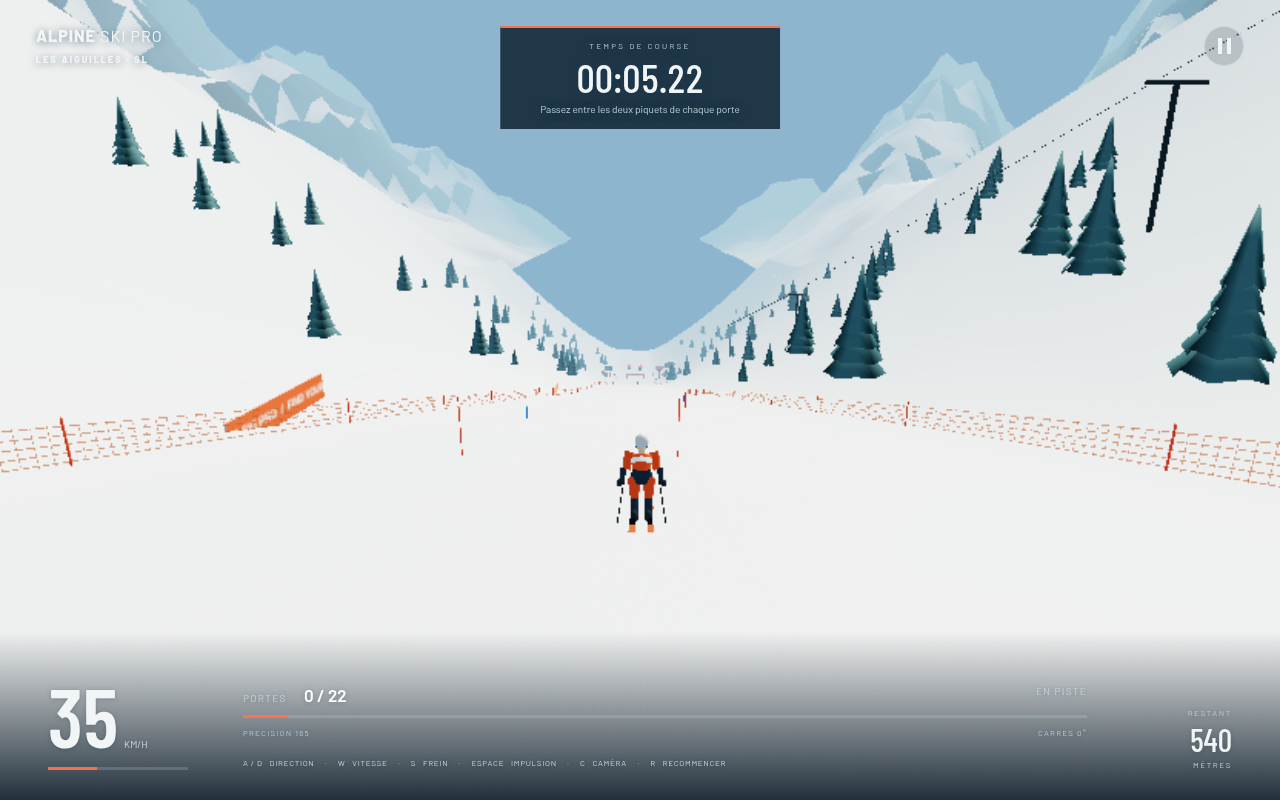 ALPINE SKI PRO
LES AIGUILLES · SL
TEMPS DE COURSE
00:05.22
Passez entre les deux piquets de chaque porte
35 KM/H
PORTES 0 / 22
EN PISTE
PRECISION 165
CARRES 0°
A / D DIRECTION · W VITESSE · S FREIN · ESPACE IMPULSION · C CAMÉRA · R RECOMMENCER
RESTANT
540
MÈTRES